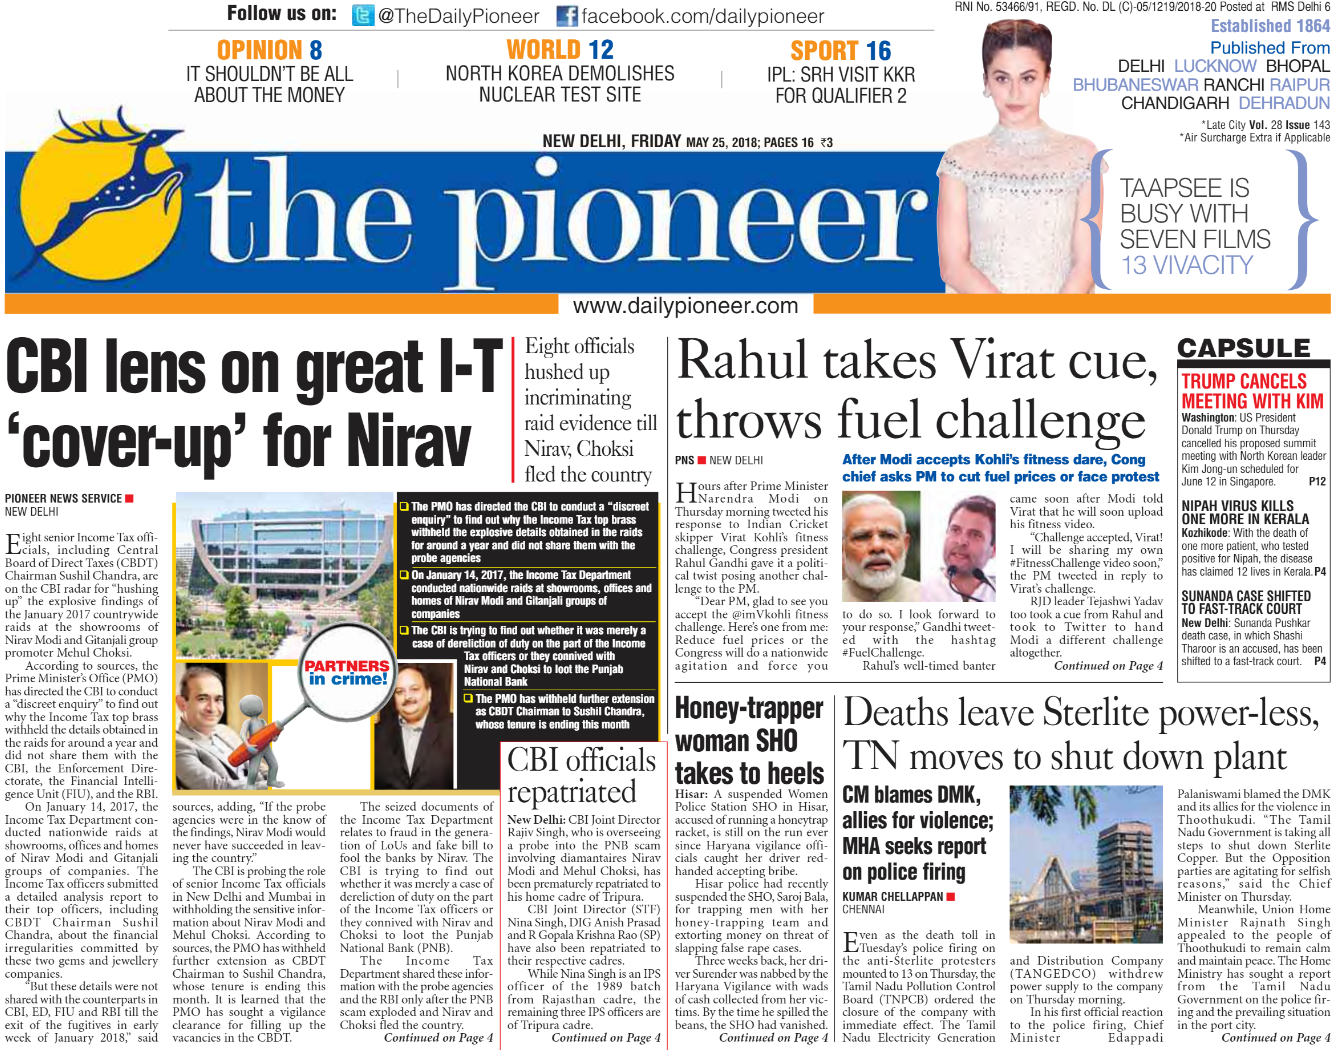 Follow us on: @TheDailyPioneer facebook.com/dailypioneer
RNI No. 53466/91, REGD. No. DL (C)-05/1219/2018-20 Posted at RMS Delhi 6
OPINION 8
IT SHOULDN'T BE ALL
ABOUT THE MONEY
WORLD 12
NORTH KOREA DEMOLISHES
NUCLEAR TEST SITE
SPORT 16
IPL: SRH VISIT KKR
FOR QUALIFIER 2
Established 1864
Published From
DELHI LUCKNOW BHOPAL
BHUBANESWAR RANCHI RAIPUR
CHANDIGARH DEHRADUN
*Late City Vol. 28 Issue 143
*Air Surcharge Extra if Applicable
NEW DELHI, FRIDAY MAY 25, 2018; PAGES 16 ₹3
the pioneer
TAAPSEE IS
BUSY WITH
SEVEN FILMS
13 VIVACITY
www.dailypioneer.com
CBI lens on great I-T
'cover-up' for Nirav
Eight officials
hushed up
incriminating
raid evidence till
Nirav, Choksi
fled the country
PIONEER NEWS SERVICE
NEW DELHI
Eight senior Income Tax offi-
cials, including Central
Board of Direct Taxes (CBDT)
Chairman Sushil Chandra, are
on the CBI radar for "hushing
up" the explosive findings of
the January 2017 countrywide
raids at the showrooms of
Nirav Modi and Gitanjali group
promoter Mehul Choksi.
According to sources, the
Prime Minister's Office (PMO)
has directed the CBI to conduct
a "discreet enquiry" to find out
why the Income Tax top brass
withheld the details obtained in
the raids for around a year and
did not share them with the
CBI, the Enforcement Dire-
ctorate, the Financial Intelli-
gence Unit (FIU), and the RBI.
On January 14, 2017, the
Income Tax Department con-
ducted nationwide raids at
showrooms, offices and homes
of Nirav Modi and Gitanjali
groups of companies. The
Income Tax officers submitted
a detailed analysis report to
their top officers, including
CBDT Chairman Sushil
Chandra, about the financial
irregularities committed by
these two gems and jewellery
companies.
"But these details were not
shared with the counterparts in
CBI, ED, FIU and RBI till the
exit of the fugitives in early
week of January 2018," said
PARTNERS
in crime!
The PMO has directed the CBI to conduct a "discreet
enquiry" to find out why the Income Tax top brass
withheld the explosive details obtained in the raids
for around a year and did not share them with the
probe agencies
On January 14, 2017, the Income Tax Department
conducted nationwide raids at showrooms, offices and
homes of Nirav Modi and Gitanjali groups of
companies
The CBI is trying to find out whether it was merely a
case of dereliction of duty on the part of the Income
Tax officers or they connived with
Nirav and Choksi to loot the Punjab
National Bank
The PMO has withheld further extension
as CBDT Chairman to Sushil Chandra,
whose tenure is ending this month
sources, adding, "If the probe
agencies were in the know of
the findings, Nirav Modi would
never have succeeded in leav-
ing the country."
The CBI is probing the role
of senior Income Tax officials
in New Delhi and Mumbai in
withholding the sensitive infor-
mation about Nirav Modi and
Mehul Choksi. According to
sources, the PMO has withheld
further extension as CBDT
Chairman to Sushil Chandra,
whose tenure is ending this
month. It is learned that the
PMO has sought a vigilance
clearance for filling up the
vacancies in the CBDT.
The seized documents of
the Income Tax Department
relates to fraud in the genera-
tion of LoUs and fake bill to
fool the banks by Nirav. The
CBI is trying to find out
whether it was merely a case of
dereliction of duty on the part
of the Income Tax officers or
they connived with Nirav and
Choksi to loot the Punjab
National Bank (PNB).
The Income Tax
Department shared these infor-
mation with the probe agencies
and the RBI only after the PNB
scam exploded and Nirav and
Choksi fled the country.
Continued on Page 4
CBI officials
repatriated
New Delhi: CBI Joint Director
Rajiv Singh, who is overseeing
a probe into the PNB scam
involving diamantaires Nirav
Modi and Mehul Choksi, has
been prematurely repatriated to
his home cadre of Tripura.
CBI Joint Director (STF)
Nina Singh, DIG Anish Prasad
and R Gopala Krishna Rao (SP)
have also been repatriated to
their respective cadres.
While Nina Singh is an IPS
officer of the 1989 batch
from Rajasthan cadre, the
remaining three IPS officers are
of Tripura cadre.
Continued on Page 4
Rahul takes Virat cue,
throws fuel challenge
PNS NEW DELHI
After Modi accepts Kohli's fitness dare, Cong
chief asks PM to cut fuel prices or face protest
Hours after Prime Minister
Narendra Modi on
Thursday morning tweeted his
response to Indian Cricket
skipper Virat Kohli's fitness
challenge, Congress president
Rahul Gandhi gave it a politi-
cal twist posing another chal-
lenge to the PM.
"Dear PM, glad to see you
accept the @imVkohli fitness
challenge. Here's one from me:
Reduce fuel prices or the
Congress will do a nationwide
agitation and force you
to do so. I look forward to
your response," Gandhi tweet-
ed with the hashtag
#FuelChallenge.
Rahul's well-timed banter
came soon after Modi told
Virat that he will soon upload
his fitness video.
"Challenge accepted, Virat!
I will be sharing my own
#FitnessChallenge video soon,"
the PM tweeted in reply to
Virat's challenge.
RJD leader Tejashwi Yadav
too took a cue from Rahul and
took to Twitter to hand
Modi a different challenge
altogether.
Continued on Page 4
CAPSULE
TRUMP CANCELS
MEETING WITH KIM
Washington: US President
Donald Trump on Thursday
cancelled his proposed summit
meeting with North Korean leader
Kim Jong-un scheduled for
June 12 in Singapore. P12
NIPAH VIRUS KILLS
ONE MORE IN KERALA
Kozhikode: With the death of
one more patient, who tested
positive for Nipah, the disease
has claimed 12 lives in Kerala. P4
SUNANDA CASE SHIFTED
TO FAST-TRACK COURT
New Delhi: Sunanda Pushkar
death case, in which Shashi
Tharoor is an accused, has been
shifted to a fast-track court. P4
Honey-trapper
woman SHO
takes to heels
Hisar: A suspended Women
Police Station SHO in Hisar,
accused of running a honeytrap
racket, is still on the run ever
since Haryana vigilance offi-
cials caught her driver red-
handed accepting bribe.
Hisar police had recently
suspended the SHO, Saroj Bala,
for trapping men with her
honey-trapping team and
extorting money on threat of
slapping false rape cases.
Three weeks back, her dri-
ver Surender was nabbed by the
Haryana Vigilance with wads
of cash collected from her vic-
tims. By the time he spilled the
beans, the SHO had vanished.
Continued on Page 4
Deaths leave Sterlite power-less,
TN moves to shut down plant
CM blames DMK,
allies for violence;
MHA seeks report
on police firing
KUMAR CHELLAPPAN
CHENNAI
Even as the death toll in
Tuesday's police firing on
the anti-Sterlite protesters
mounted to 13 on Thursday, the
Tamil Nadu Pollution Control
Board (TNPCB) ordered the
closure of the company with
immediate effect. The Tamil
Nadu Electricity Generation
and Distribution Company
(TANGEDCO) withdrew
power supply to the company
on Thursday morning.
In his first official reaction
to the police firing, Chief
Minister Edappadi
Palaniswami blamed the DMK
and its allies for the violence in
Thoothukudi. "The Tamil
Nadu Government is taking all
steps to shut down Sterlite
Copper. But the Opposition
parties are agitating for selfish
reasons," said the Chief
Minister on Thursday.
Meanwhile, Union Home
Minister Rajnath Singh
appealed to the people of
Thoothukudi to remain calm
and maintain peace. The Home
Ministry has sought a report
from the Tamil Nadu
Government on the police fir-
ing and the prevailing situation
in the port city.
Continued on Page 4